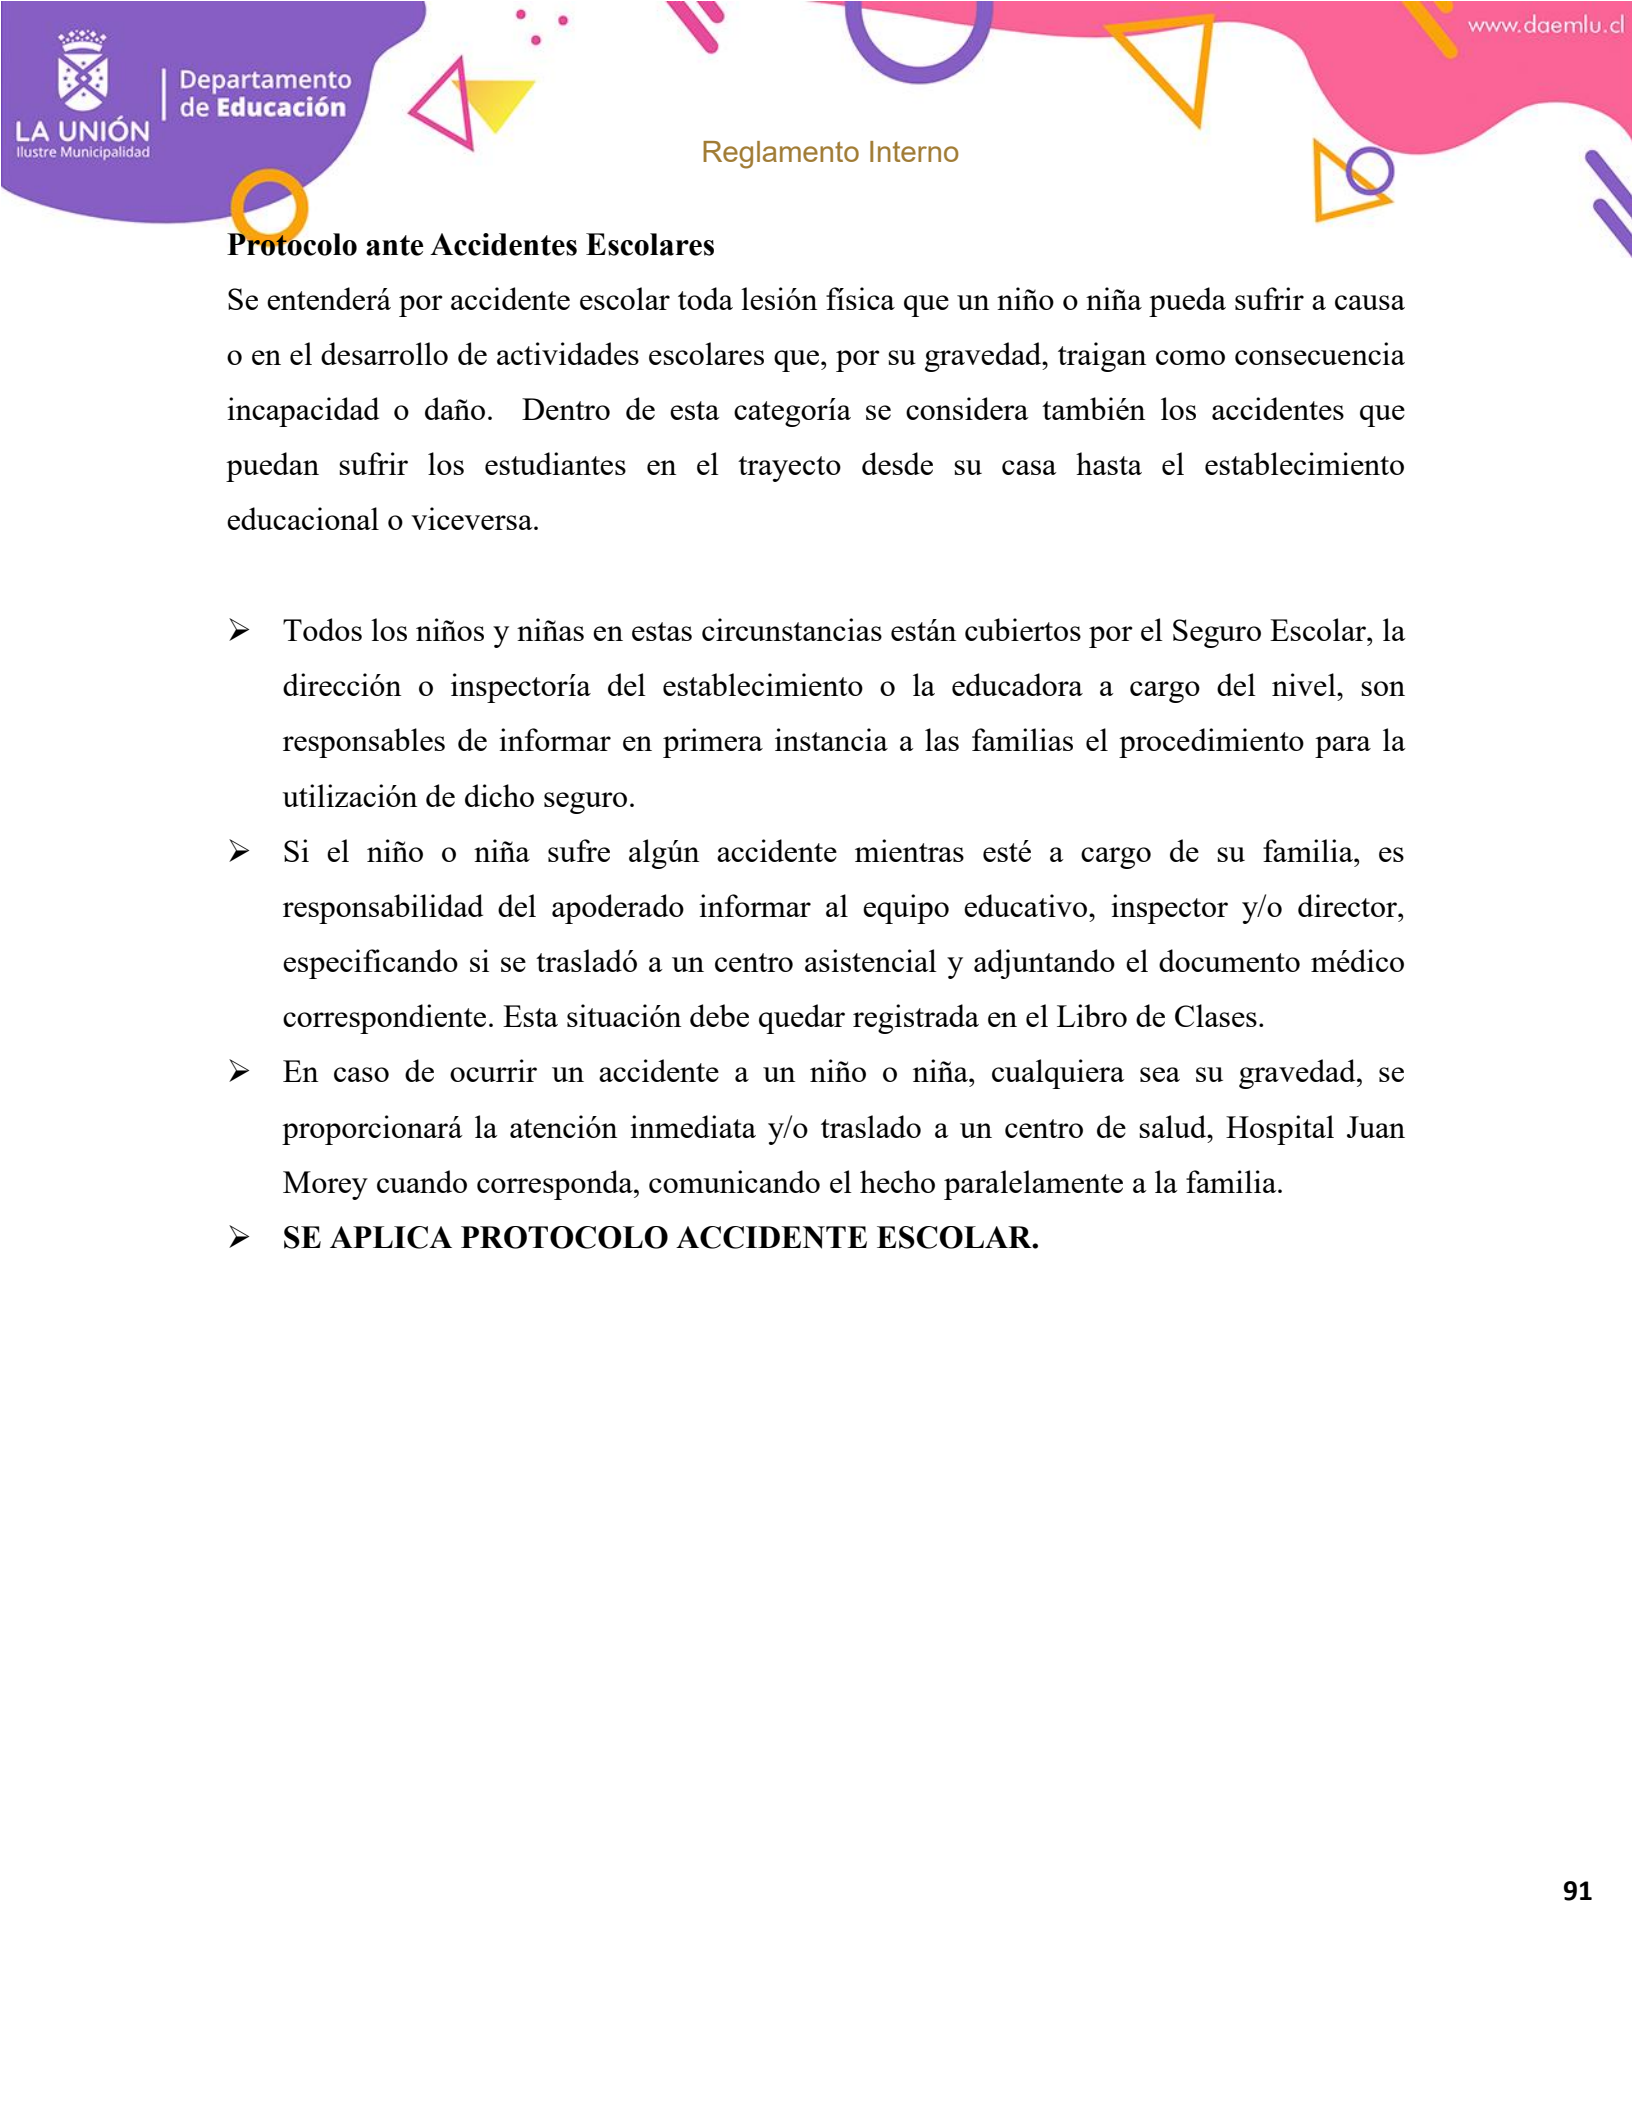 www.daemlu.cl
Departamento
de Educación
LA UNIÓN
Ilustre Municipalidad
Reglamento Interno
Protocolo ante Accidentes Escolares
Se entenderá por accidente escolar toda lesión física que un niño o niña pueda sufrir a causa
o en el desarrollo de actividades escolares que, por su gravedad, traigan como consecuencia
incapacidad o daño.  Dentro de esta categoría se considera también los accidentes que
puedan sufrir los estudiantes en el trayecto desde su casa hasta el establecimiento
educacional o viceversa.
➢ Todos los niños y niñas en estas circunstancias están cubiertos por el Seguro Escolar, la
dirección o inspectoría del establecimiento o la educadora a cargo del nivel, son
responsables de informar en primera instancia a las familias el procedimiento para la
utilización de dicho seguro.
➢ Si el niño o niña sufre algún accidente mientras esté a cargo de su familia, es
responsabilidad del apoderado informar al equipo educativo, inspector y/o director,
especificando si se trasladó a un centro asistencial y adjuntando el documento médico
correspondiente. Esta situación debe quedar registrada en el Libro de Clases.
➢ En caso de ocurrir un accidente a un niño o niña, cualquiera sea su gravedad, se
proporcionará la atención inmediata y/o traslado a un centro de salud, Hospital Juan
Morey cuando corresponda, comunicando el hecho paralelamente a la familia.
➢ SE APLICA PROTOCOLO ACCIDENTE ESCOLAR.
91